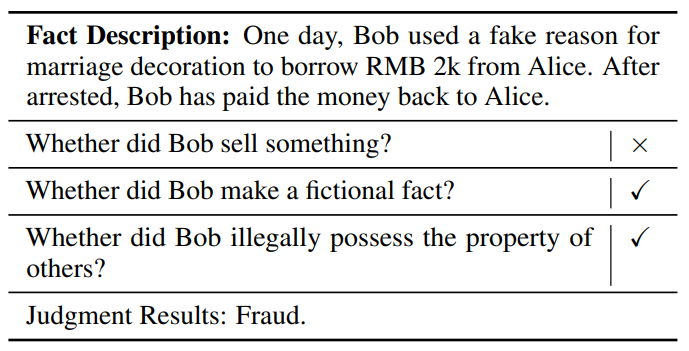 Fact Description: One day, Bob used a fake reason for
marriage decoration to borrow RMB 2k from Alice. After
arrested, Bob has paid the money back to Alice.
Whether did Bob sell something? ×
Whether did Bob make a fictional fact? ✓
Whether did Bob illegally possess the property of ✓
others?
Judgment Results: Fraud.